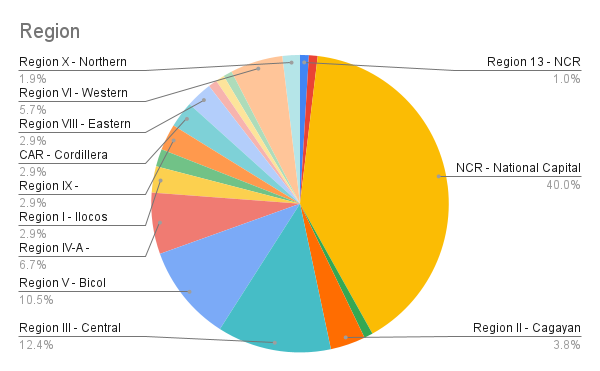 Region
Region X - Northern
1.9%
Region VI - Western
5.7%
Region VIII - Eastern
2.9%
CAR - Cordillera
2.9%
Region IX -
2.9%
Region I - Ilocos
2.9%
Region IV-A -
6.7%
Region V - Bicol
10.5%
Region III - Central
12.4%
Region 13 - NCR
1.0%
NCR - National Capital
40.0%
Region II - Cagayan
3.8%